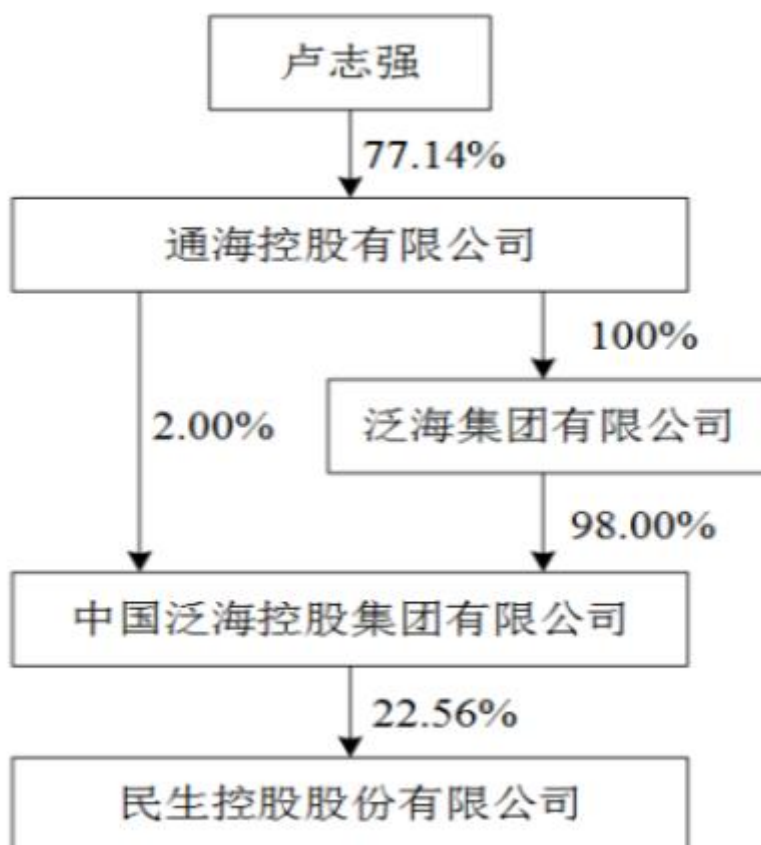 卢志强
77.14%
通海控股有限公司
100%
2.00%
泛海集团有限公司
98.00%
中国泛海控股集团有限公司
22.56%
民生控股股份有限公司